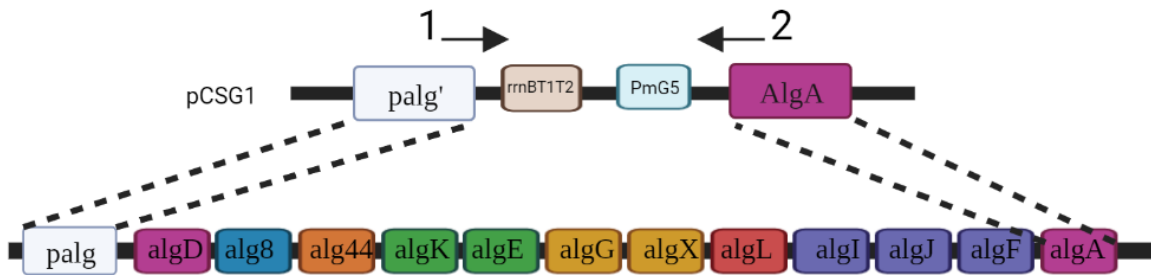 1 2
pCSG1 palg' rrnBT1T2 PmG5 AlgA
palg algD alg8 alg44 algK algE algG algX algL algI algJ algF algA